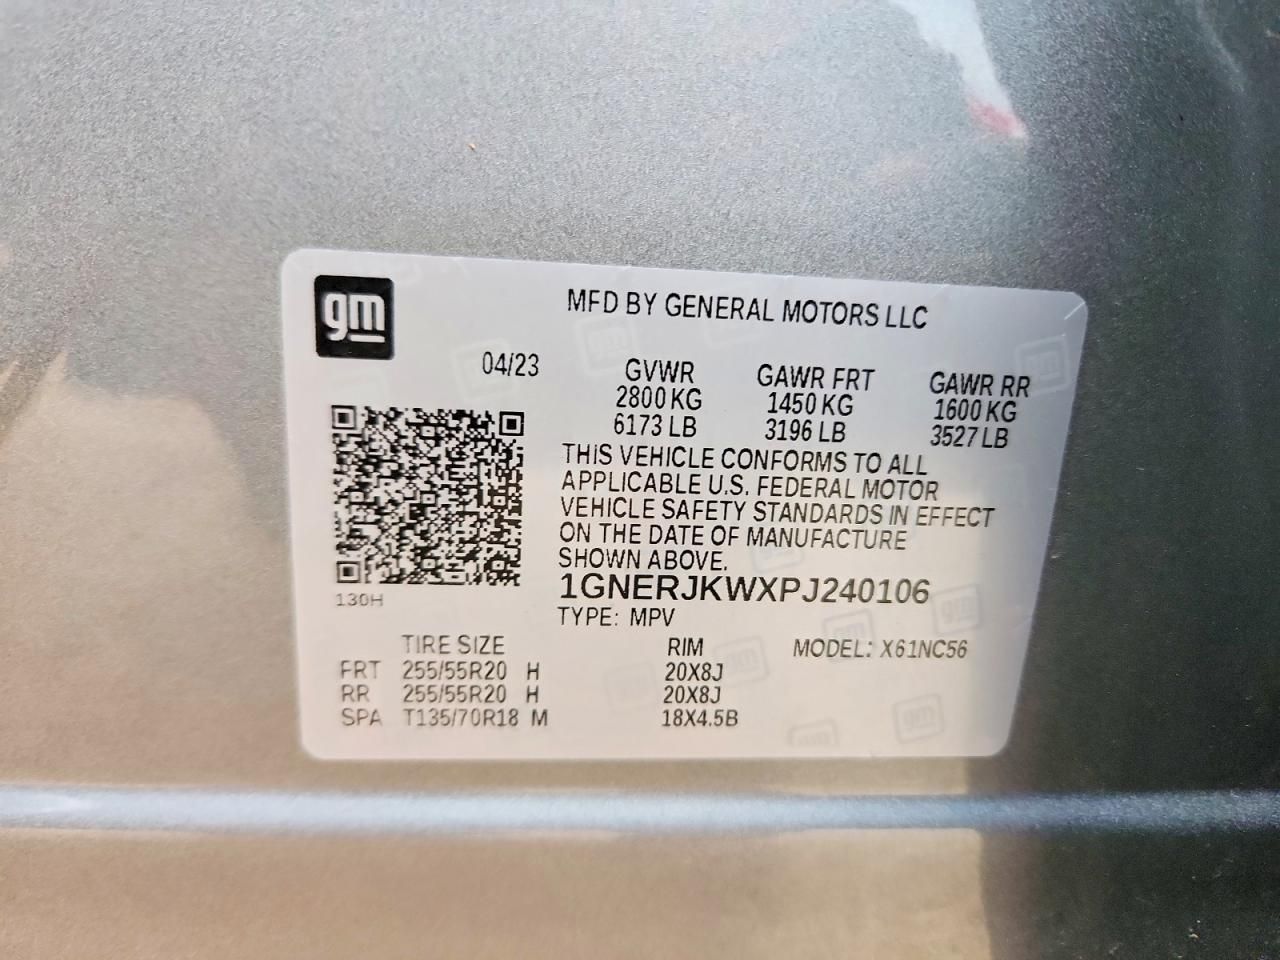 gm
MFD BY GENERAL MOTORS LLC
04/23
GVWR GAWR FRT GAWR RR
2800 KG 1450 KG 1600 KG
6173 LB 3196 LB 3527 LB
THIS VEHICLE CONFORMS TO ALL
APPLICABLE U.S. FEDERAL MOTOR
VEHICLE SAFETY STANDARDS IN EFFECT
ON THE DATE OF MANUFACTURE
SHOWN ABOVE.
1GNERJKWXPJ240106
130H
TYPE: MPV
TIRE SIZE RIM MODEL: X61NC56
FRT 255/55R20 H 20X8J
RR 255/55R20 H 20X8J
SPA T135/70R18 M 18X4.5B